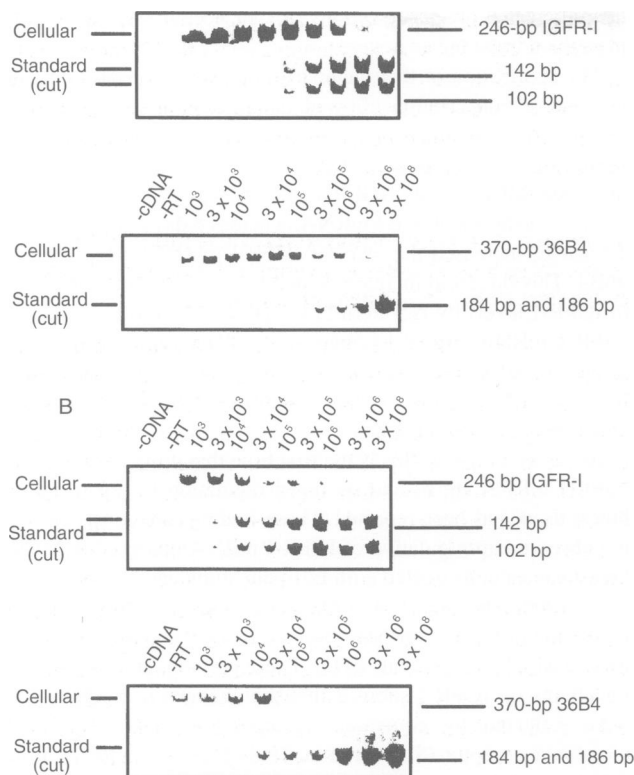 Cellular
246-bp IGFR-I
Standard
(cut)
142 bp
102 bp
-cDNA -RT 10³ 3 x 10³ 10⁴ 3 x 10⁴ 10⁵ 3 x 10⁵ 10⁶ 3 x 10⁶ 3 x 10⁸
Cellular
370-bp 36B4
Standard
(cut)
184 bp and 186 bp
B
-cDNA -RT 10³ 3 x 10³ 10⁴ 3 x 10⁴ 10⁵ 3 x 10⁵ 10⁶ 3 x 10⁶ 3 x 10⁸
Cellular
246 bp IGFR-I
Standard
(cut)
142 bp
102 bp
-cDNA -RT 10³ 3 x 10³ 10⁴ 3 x 10⁴ 10⁵ 3 x 10⁵ 10⁶ 3 x 10⁶ 3 x 10⁸
Cellular
370-bp 36B4
Standard
(cut)
184 bp and 186 bp